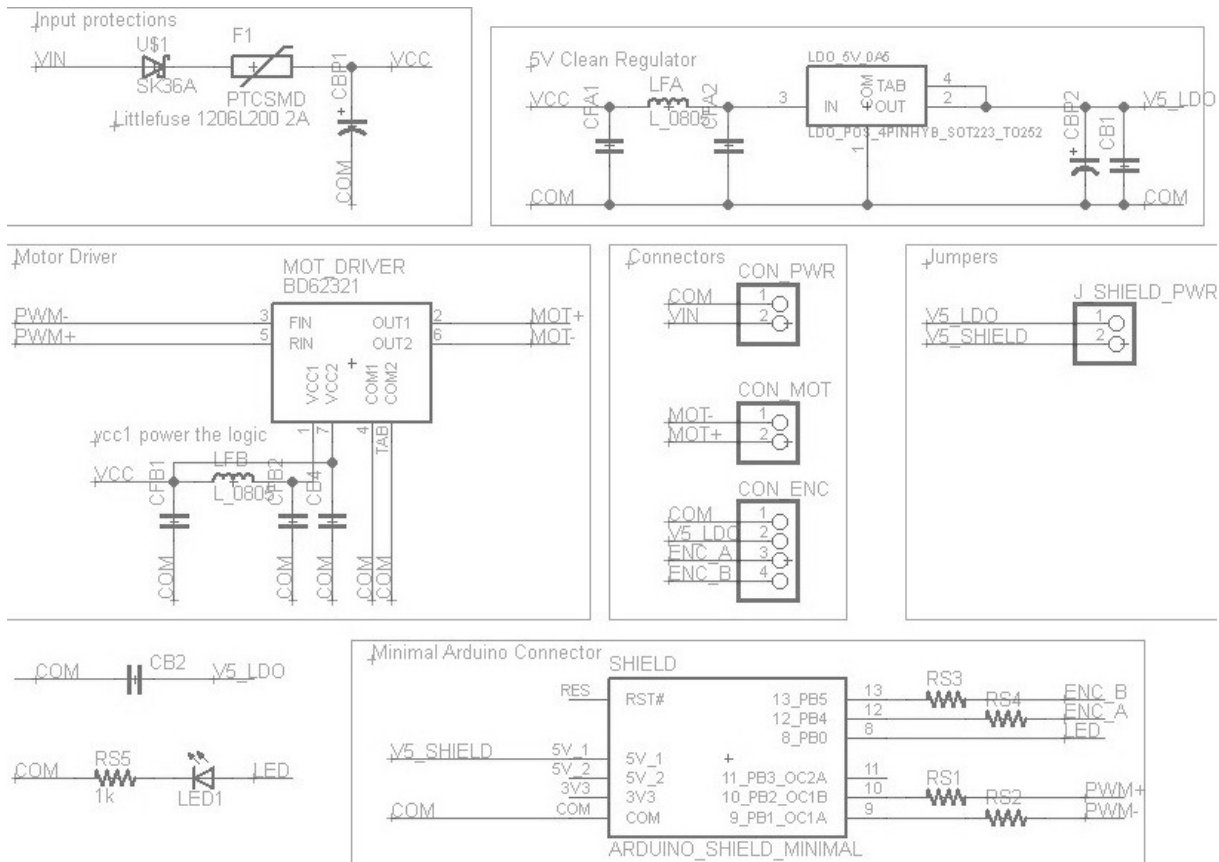 Input protections
U$1
F1
VIN
VCC
SK36A
PTCSMD
CBP1
Littlefuse 1206L200 2A
COM
5V Clean Regulator
LDO_5V_0A5
LFA
VCC
CFA1
L_0805
CFA2
3
IN
COM
TAB
OUT
4
2
1
V5_LDO
LDO_POS_4PINHYB_SOT223_TO252
CBP2
CB1
COM
COM
Motor Driver
MOT_DRIVER
BD62321
PWM-
3
FIN
OUT1
2
MOT+
PWM+
5
RIN
OUT2
6
MOT-
VCC1
VCC2
COM1
COM2
1
7
4
TAB
vcc1 power the logic
VCC
CFB1
LFB
L_0805
CFB2
CB4
COM
COM
COM
COM
COM
Connectors
CON_PWR
COM
1
VIN
2
CON_MOT
MOT-
1
MOT+
2
CON_ENC
COM
1
V5_LDO
2
ENC_A
3
ENC_B
4
Jumpers
J_SHIELD_PWR
V5_LDO
1
V5_SHIELD
2
COM
CB2
V5_LDO
COM
RS5
1k
LED1
LED
Minimal Arduino Connector
SHIELD
RES
RST#
13_PB5
13
RS3
ENC_B
12_PB4
12
RS4
ENC_A
8_PB0
8
LED
V5_SHIELD
5V_1
5V_1
5V_2
5V_2
11_PB3_OC2A
11
3V3
3V3
10_PB2_OC1B
10
RS1
PWM+
COM
COM
COM
9_PB1_OC1A
9
RS2
PWM-
ARDUINO_SHIELD_MINIMAL